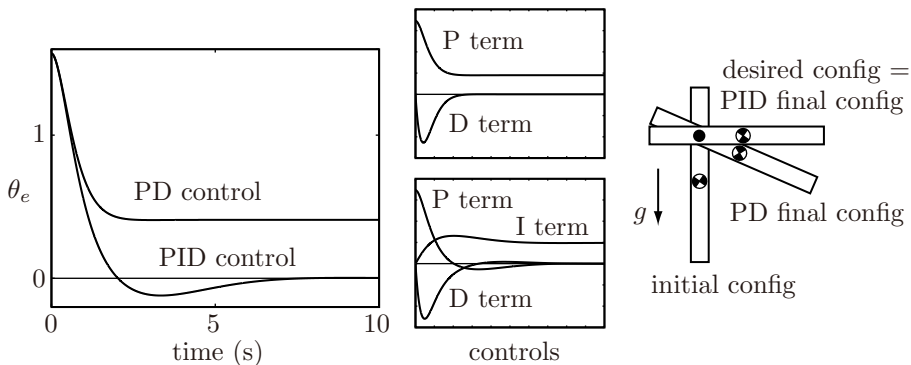 1
θe
0
0
5
10
time (s)
PD control
PID control
P term
D term
P term
I term
D term
controls
desired config =
PID final config
g
PD final config
initial config